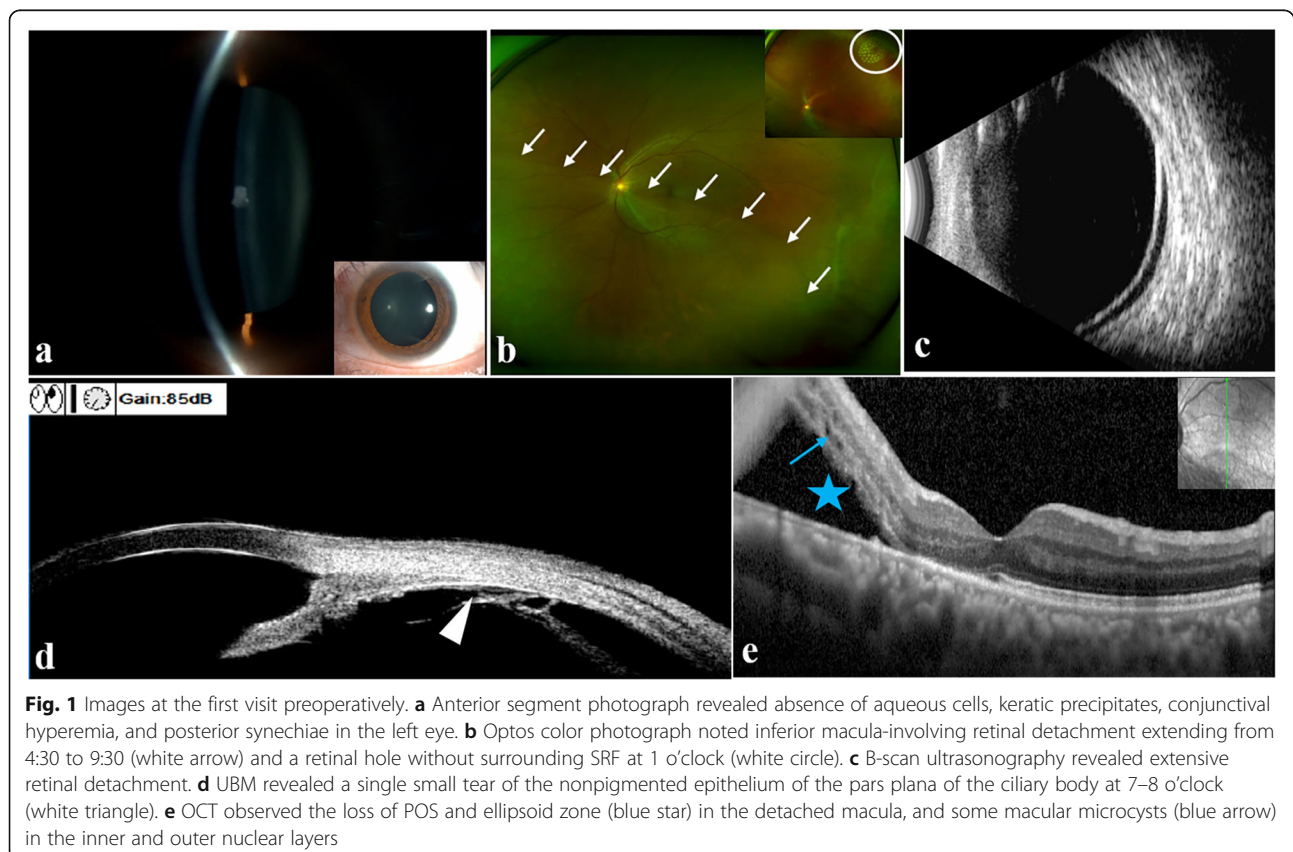 a
b
c
Gain:85dB
d
e
Fig. 1 Images at the first visit preoperatively. a Anterior segment photograph revealed absence of aqueous cells, keratic precipitates, conjunctival
hyperemia, and posterior synechiae in the left eye. b Optos color photograph noted inferior macula-involving retinal detachment extending from
4:30 to 9:30 (white arrow) and a retinal hole without surrounding SRF at 1 o'clock (white circle). c B-scan ultrasonography revealed extensive
retinal detachment. d UBM revealed a single small tear of the nonpigmented epithelium of the pars plana of the ciliary body at 7–8 o'clock
(white triangle). e OCT observed the loss of POS and ellipsoid zone (blue star) in the detached macula, and some macular microcysts (blue arrow)
in the inner and outer nuclear layers